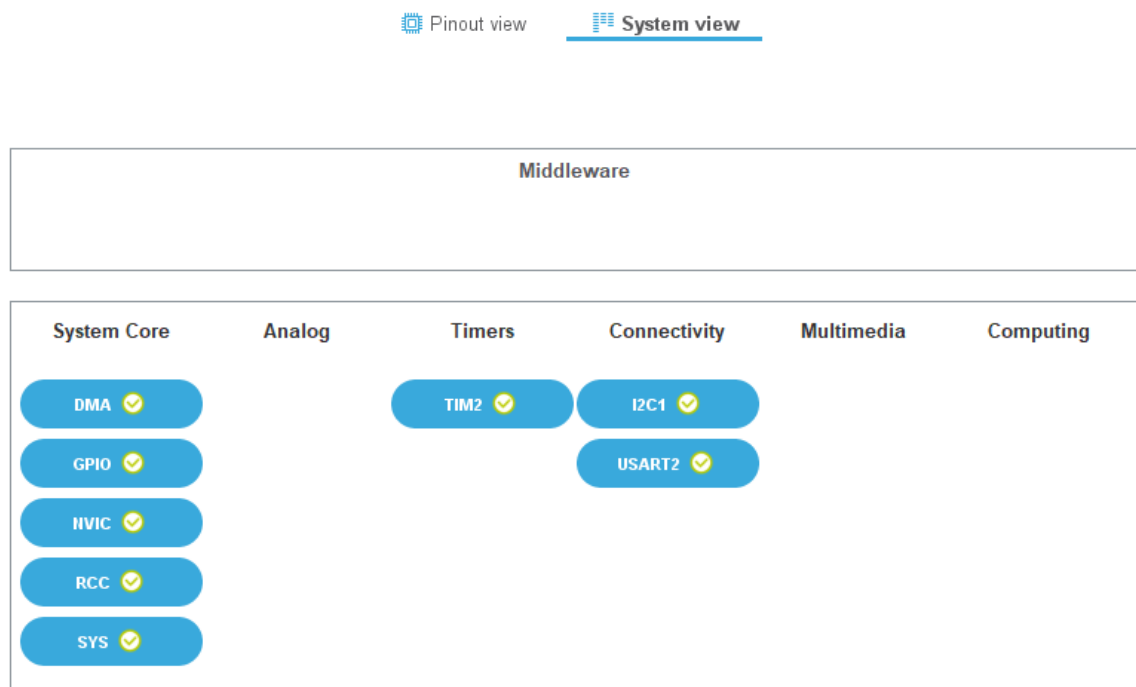 Pinout view System view
Middleware
System Core Analog Timers Connectivity Multimedia Computing
DMA TIM2 I2C1
GPIO USART2
NVIC
RCC
SYS